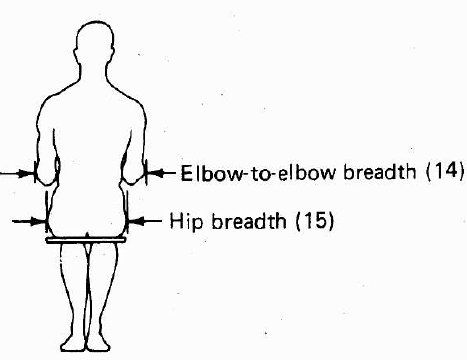 Elbow-to-elbow breadth (14)
Hip breadth (15)